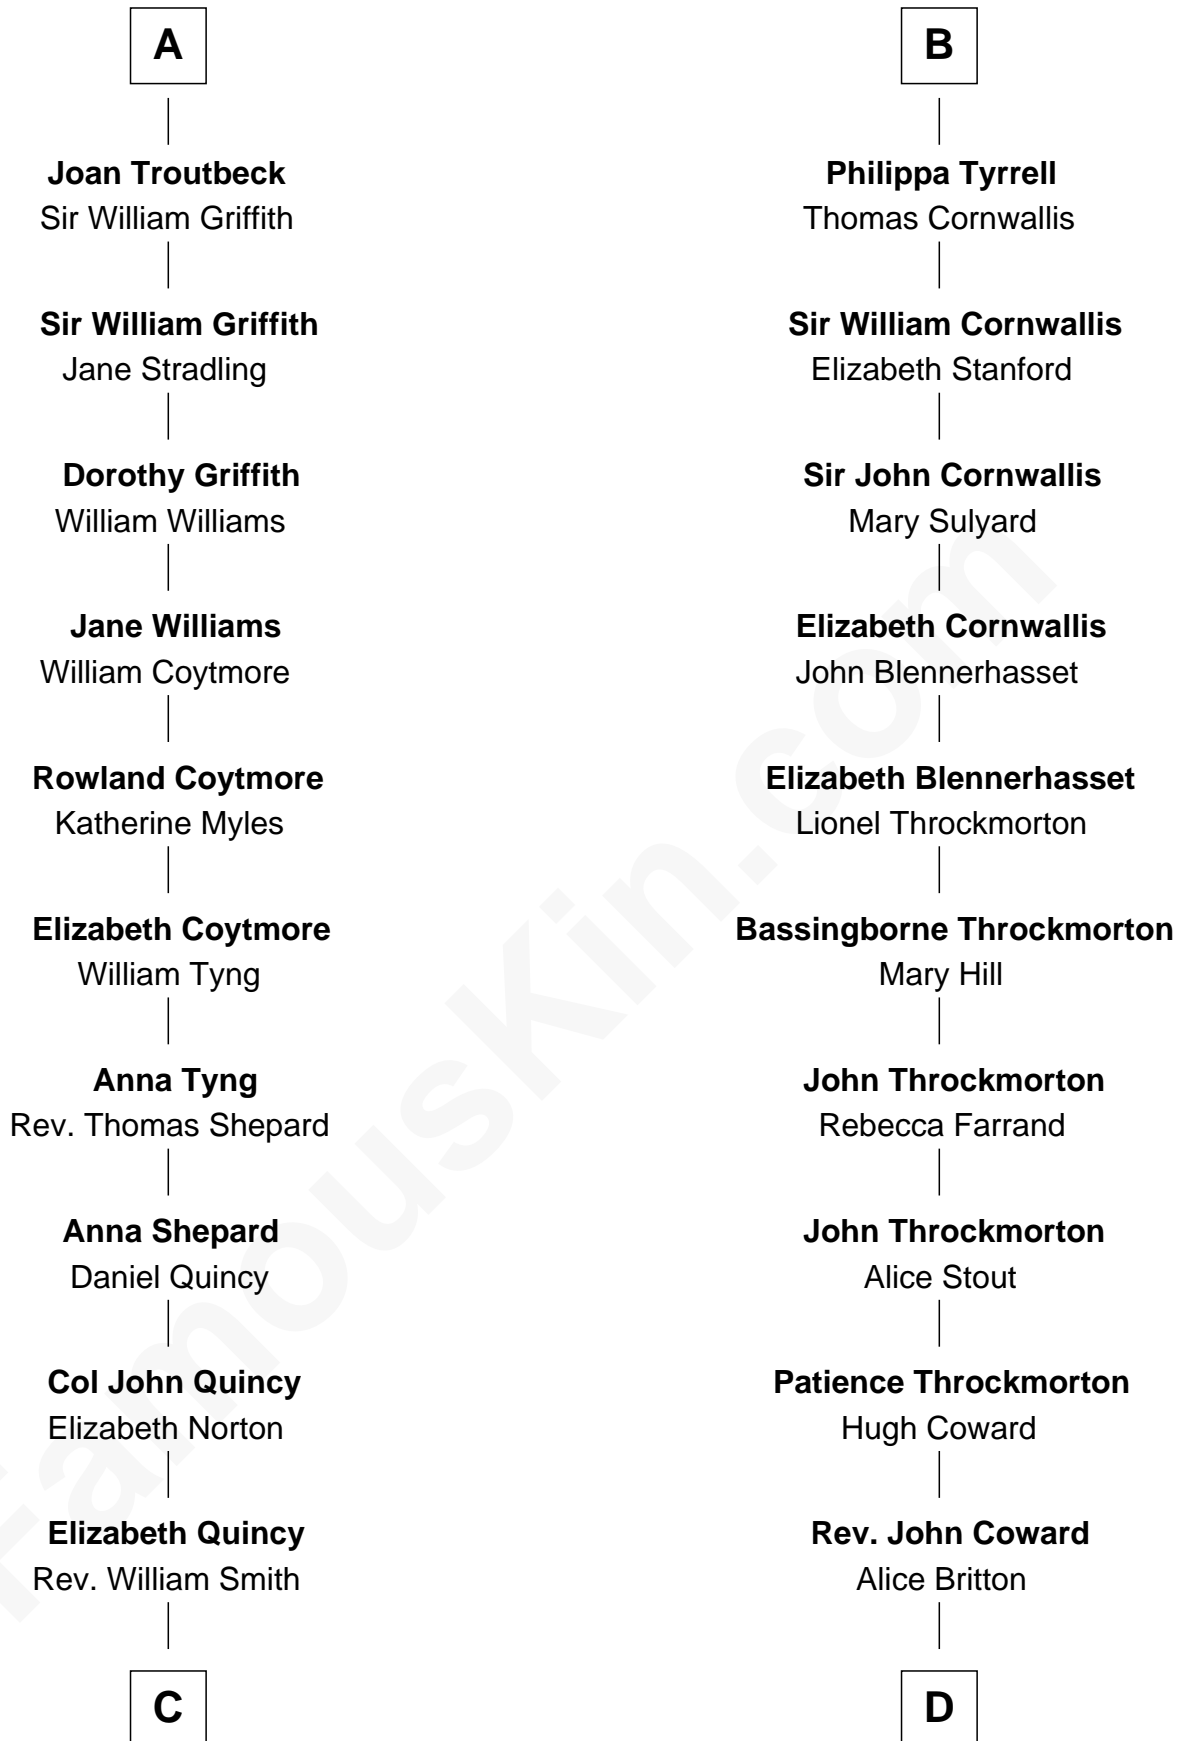 A
Joan Troutbeck
Sir William Griffith
Sir William Griffith
Jane Stradling
Dorothy Griffith
William Williams
Jane Williams
William Coytmore
Rowland Coytmore
Katherine Myles
Elizabeth Coytmore
William Tyng
Anna Tyng
Rev. Thomas Shepard
Anna Shepard
Daniel Quincy
Col John Quincy
Elizabeth Norton
Elizabeth Quincy
Rev. William Smith
C
B
Philippa Tyrrell
Thomas Cornwallis
Sir William Cornwallis
Elizabeth Stanford
Sir John Cornwallis
Mary Sulyard
Elizabeth Cornwallis
John Blennerhasset
Elizabeth Blennerhasset
Lionel Throckmorton
Bassingborne Throckmorton
Mary Hill
John Throckmorton
Rebecca Farrand
John Throckmorton
Alice Stout
Patience Throckmorton
Hugh Coward
Rev. John Coward
Alice Britton
D
FamousKin.com